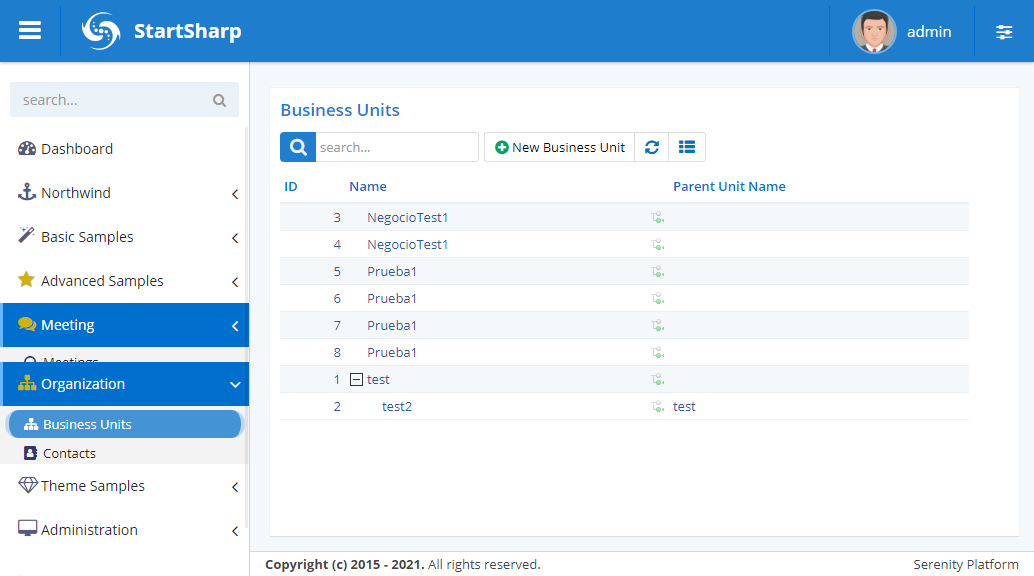 StartSharp
admin
search...
Dashboard
Northwind
Basic Samples
Advanced Samples
Meeting
Meetings
Organization
Business Units
Contacts
Theme Samples
Administration
Business Units
search...
New Business Unit
ID Name Parent Unit Name
3 NegocioTest1
4 NegocioTest1
5 Prueba1
6 Prueba1
7 Prueba1
8 Prueba1
1 test
2 test2 test
Copyright (c) 2015 - 2021. All rights reserved.
Serenity Platform